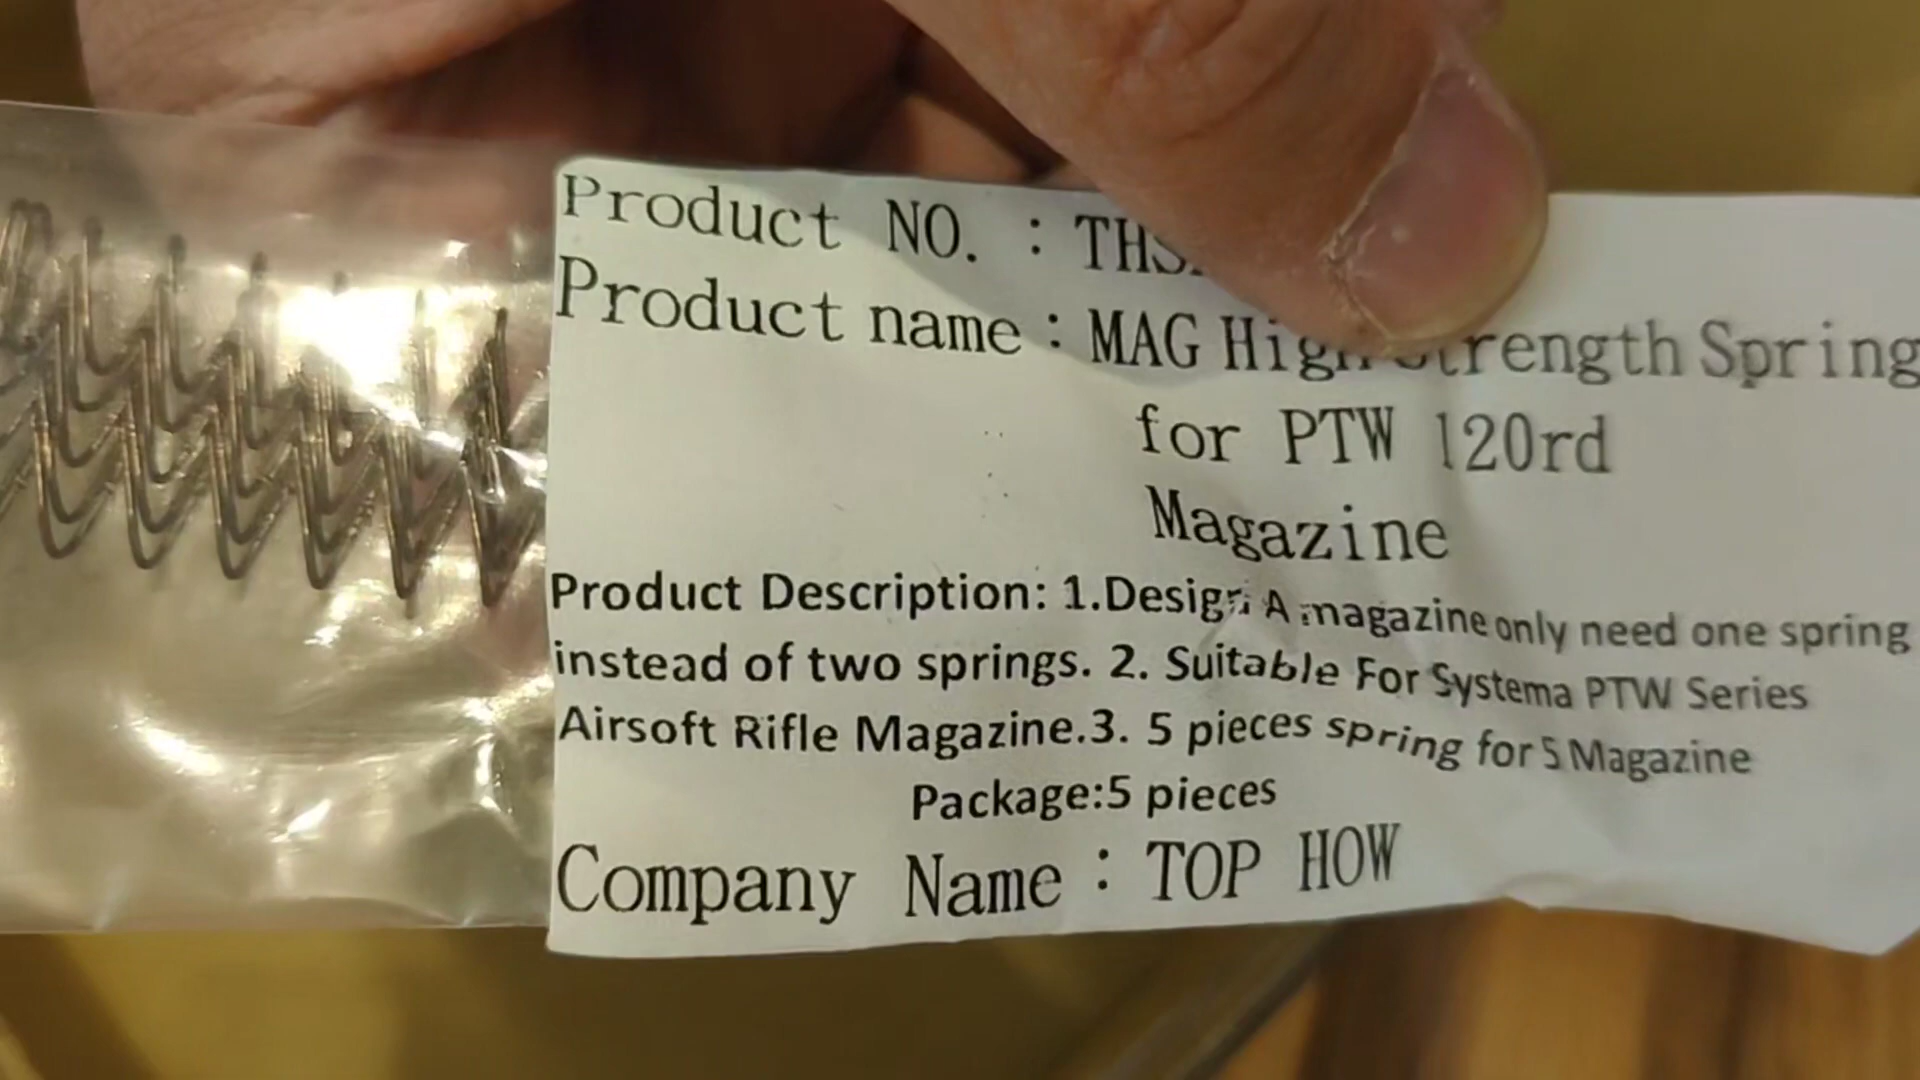 Product NO. : THS
Product name : MAG High Strength Spring
for PTW 120rd
Magazine
Product Description: 1.Design: A magazine only need one spring
instead of two springs. 2. Suitable For Systema PTW Series
Airsoft Rifle Magazine.3. 5 pieces spring for 5 Magazine
Package:5 pieces
Company Name : TOP HOW